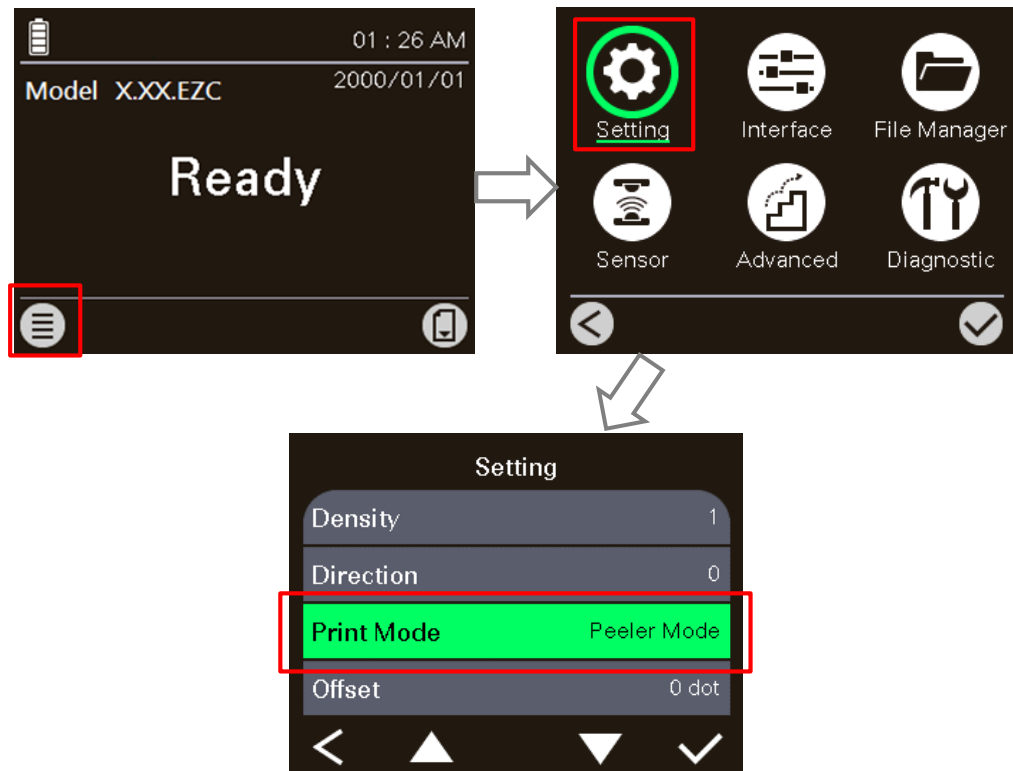 01 : 26 AM
Model X.XX.EZC 2000/01/01
Ready
Setting Interface File Manager
Sensor Advanced Diagnostic
Setting
Density 1
Direction 0
Print Mode Peeler Mode
Offset 0 dot